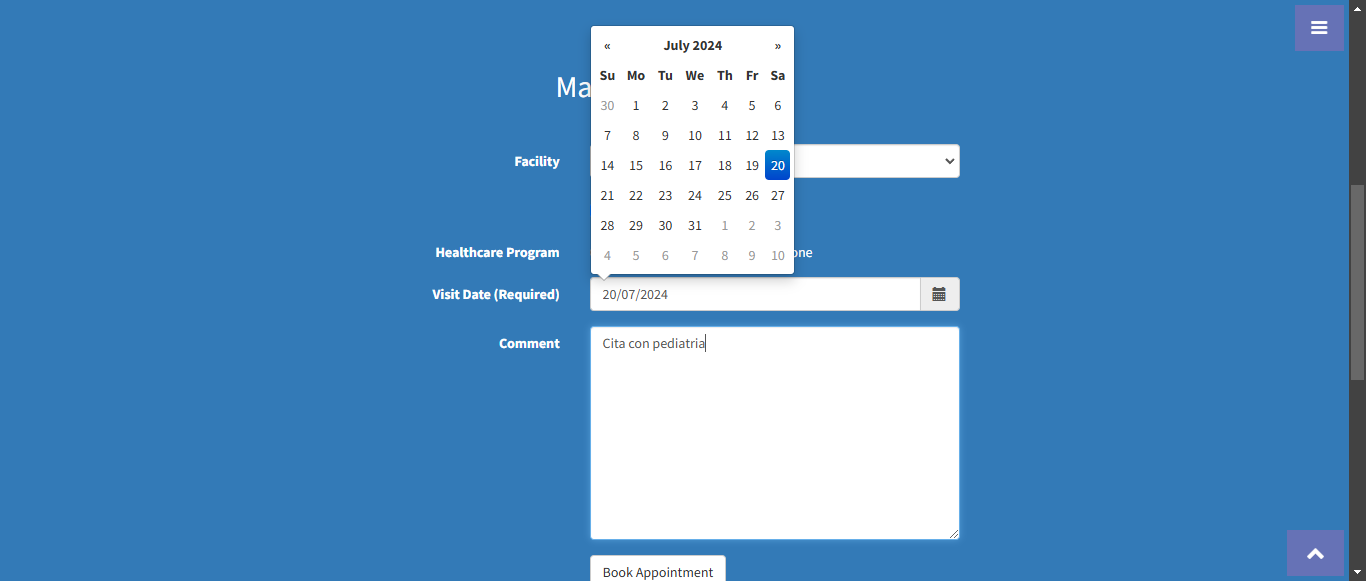 « July 2024 »
Su Mo Tu We Th Fr Sa
30 1 2 3 4 5 6
7 8 9 10 11 12 13
14 15 16 17 18 19 20
21 22 23 24 25 26 27
28 29 30 31 1 2 3
4 5 6 7 8 9 10
Ma
Facility
Healthcare Program
one
Visit Date (Required)
20/07/2024
Comment
Cita con pediatria
Book Appointment